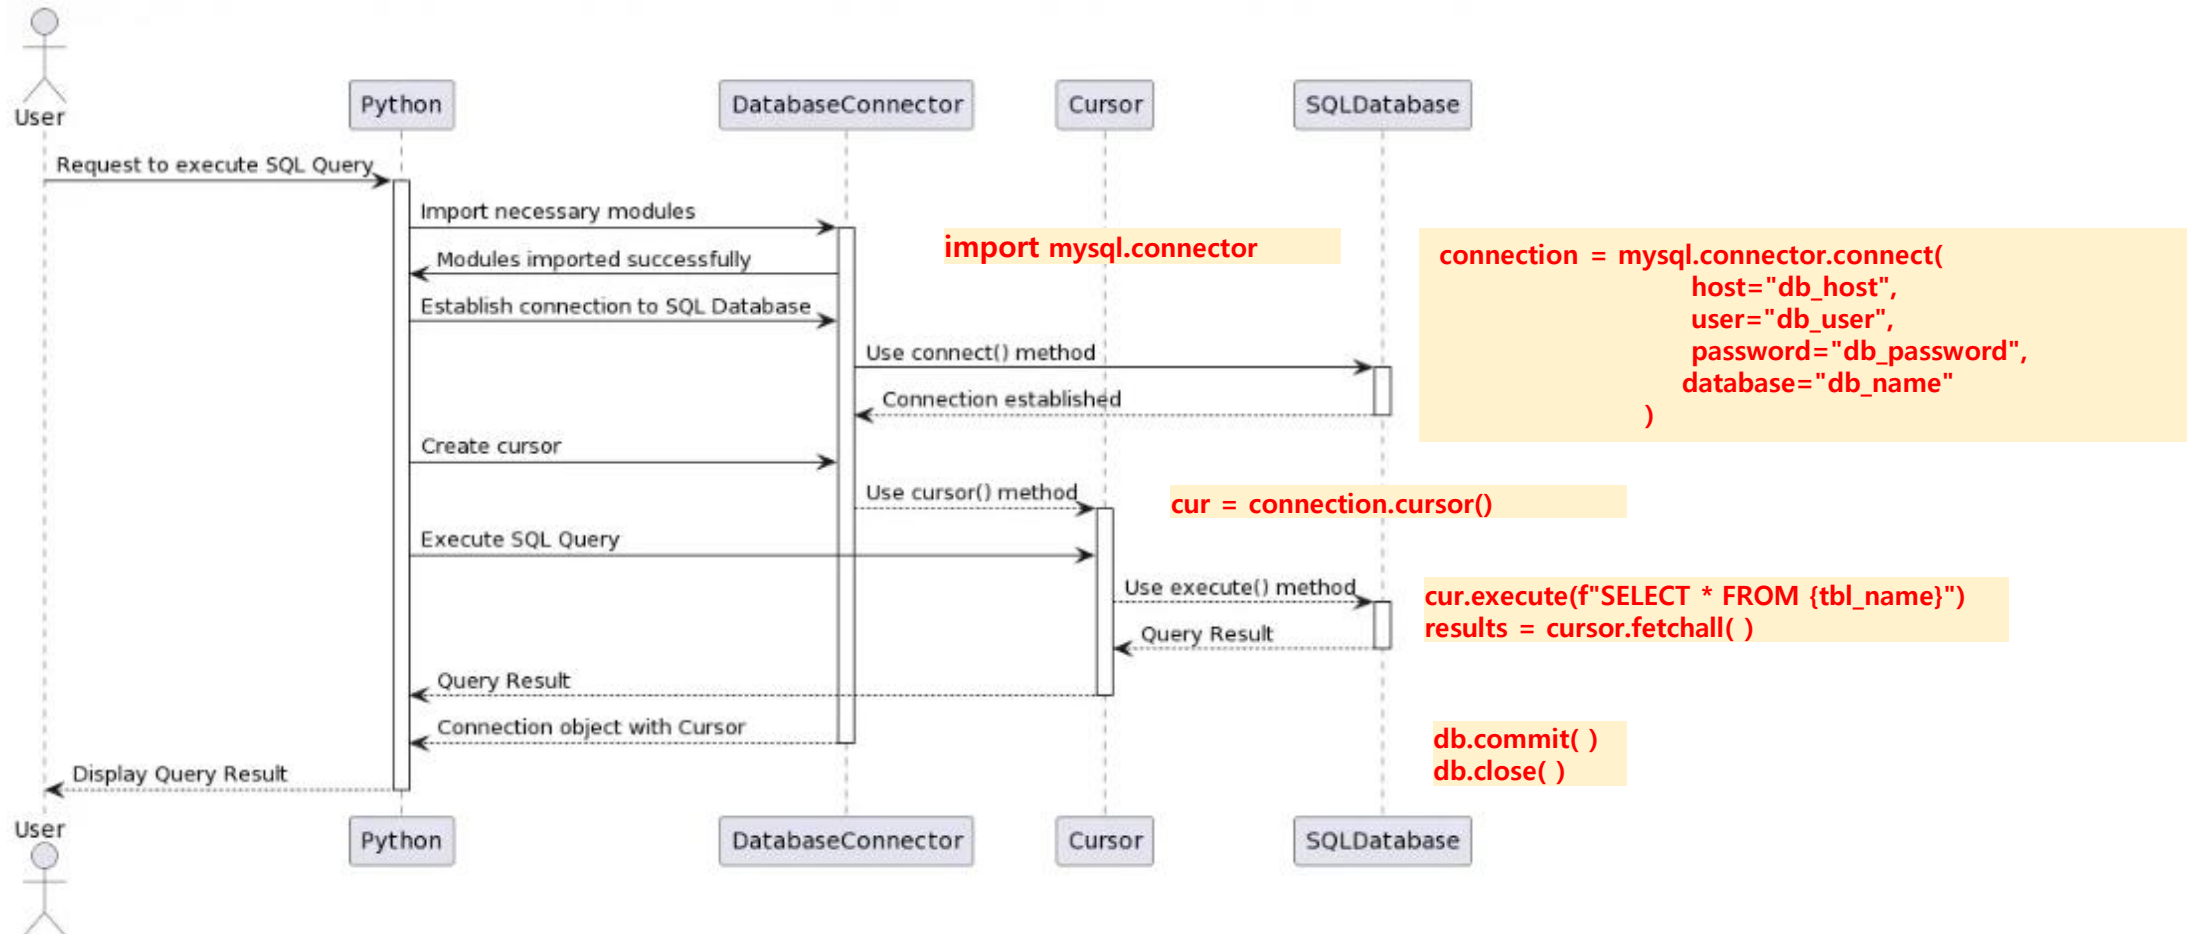 User
Python
DatabaseConnector
Cursor
SQLDatabase
Request to execute SQL Query
Import necessary modules
import mysql.connector
Modules imported successfully
Establish connection to SQL Database
connection = mysql.connector.connect(
host="db_host",
user="db_user",
password="db_password",
database="db_name"
)
Use connect() method
Connection established
Create cursor
Use cursor() method
cur = connection.cursor()
Execute SQL Query
Use execute() method
cur.execute(f"SELECT * FROM {tbl_name}")
results = cursor.fetchall( )
Query Result
Query Result
Connection object with Cursor
db.commit( )
db.close( )
Display Query Result
User
Python
DatabaseConnector
Cursor
SQLDatabase